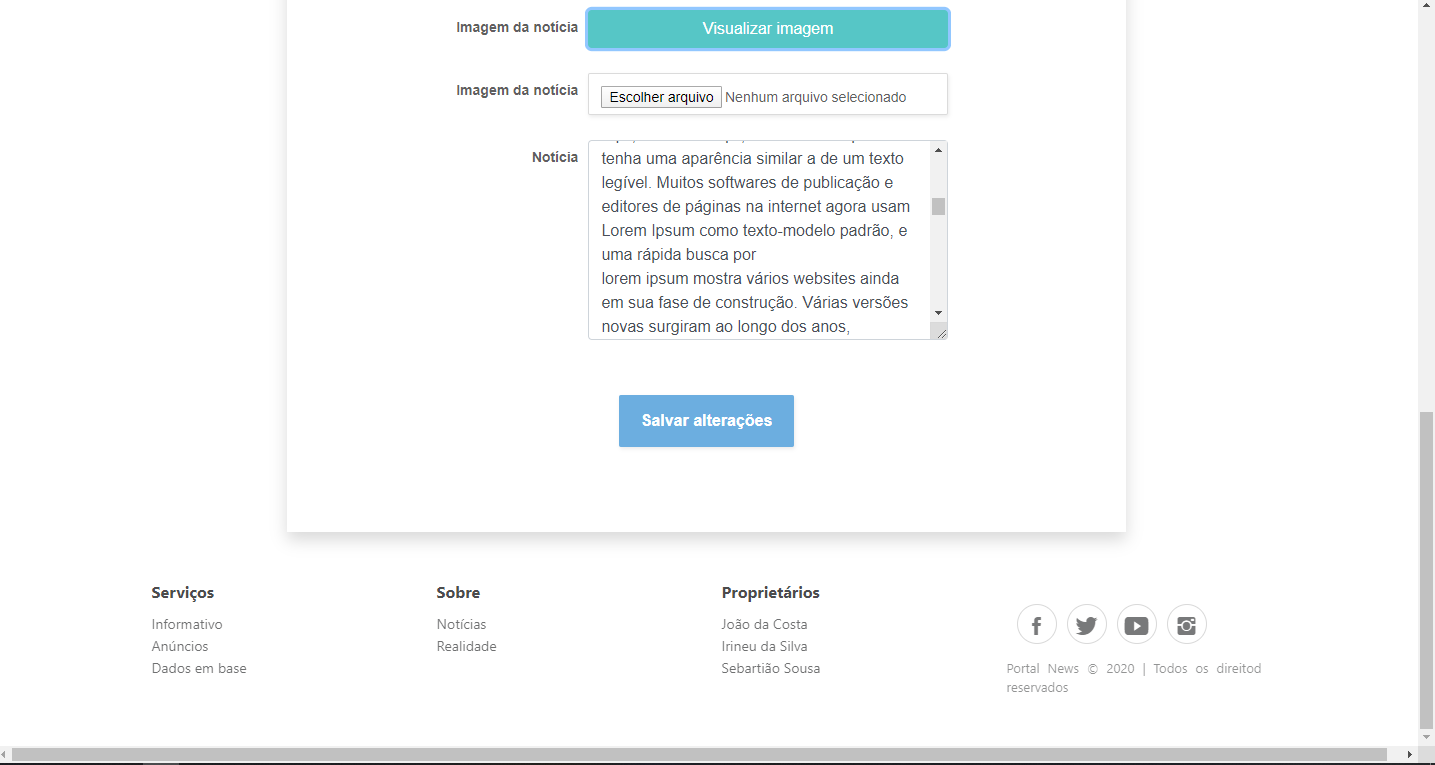 Imagem da notícia
Visualizar imagem
Imagem da notícia
Escolher arquivo Nenhum arquivo selecionado
Notícia
tenha uma aparência similar a de um texto
legível. Muitos softwares de publicação e
editores de páginas na internet agora usam
Lorem Ipsum como texto-modelo padrão, e
uma rápida busca por
lorem ipsum mostra vários websites ainda
em sua fase de construção. Várias versões
novas surgiram ao longo dos anos,
Salvar alterações
Serviços
Informativo
Anúncios
Dados em base
Sobre
Notícias
Realidade
Proprietários
João da Costa
Irineu da Silva
Sebartião Sousa
Portal News © 2020 | Todos os direitod
reservados